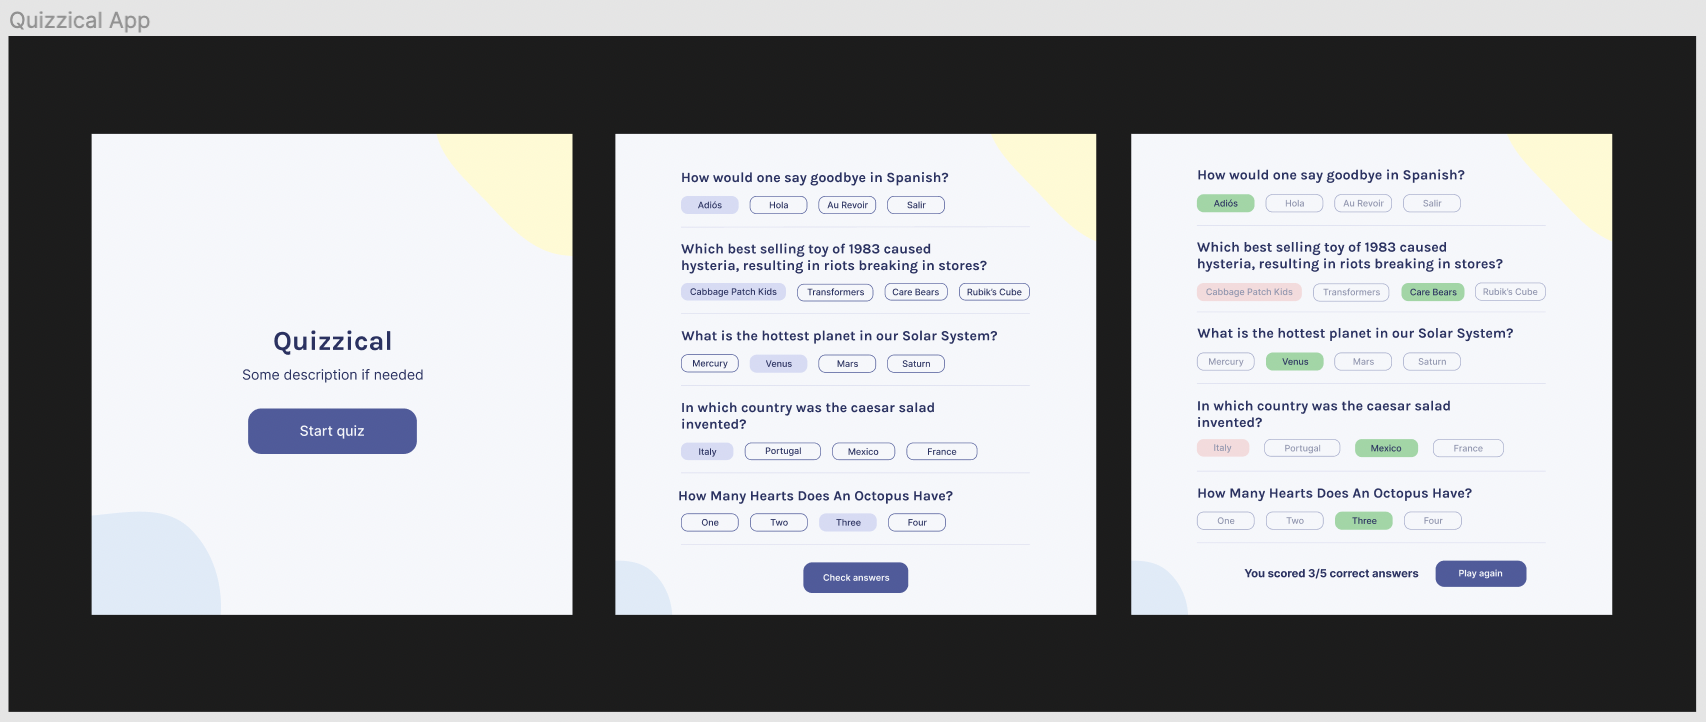 Quizzical App
Quizzical
Some description if needed
Start quiz
How would one say goodbye in Spanish?
Adiós Hola Au Revoir Salir
Which best selling toy of 1983 caused
hysteria, resulting in riots breaking in stores?
Cabbage Patch Kids Transformers Care Bears Rubik's Cube
What is the hottest planet in our Solar System?
Mercury Venus Mars Saturn
In which country was the caesar salad
invented?
Italy Portugal Mexico France
How Many Hearts Does An Octopus Have?
One Two Three Four
Check answers
How would one say goodbye in Spanish?
Adiós Hola Au Revoir Salir
Which best selling toy of 1983 caused
hysteria, resulting in riots breaking in stores?
Cabbage Patch Kids Transformers Care Bears Rubik's Cube
What is the hottest planet in our Solar System?
Mercury Venus Mars Saturn
In which country was the caesar salad
invented?
Italy Portugal Mexico France
How Many Hearts Does An Octopus Have?
One Two Three Four
You scored 3/5 correct answers Play again